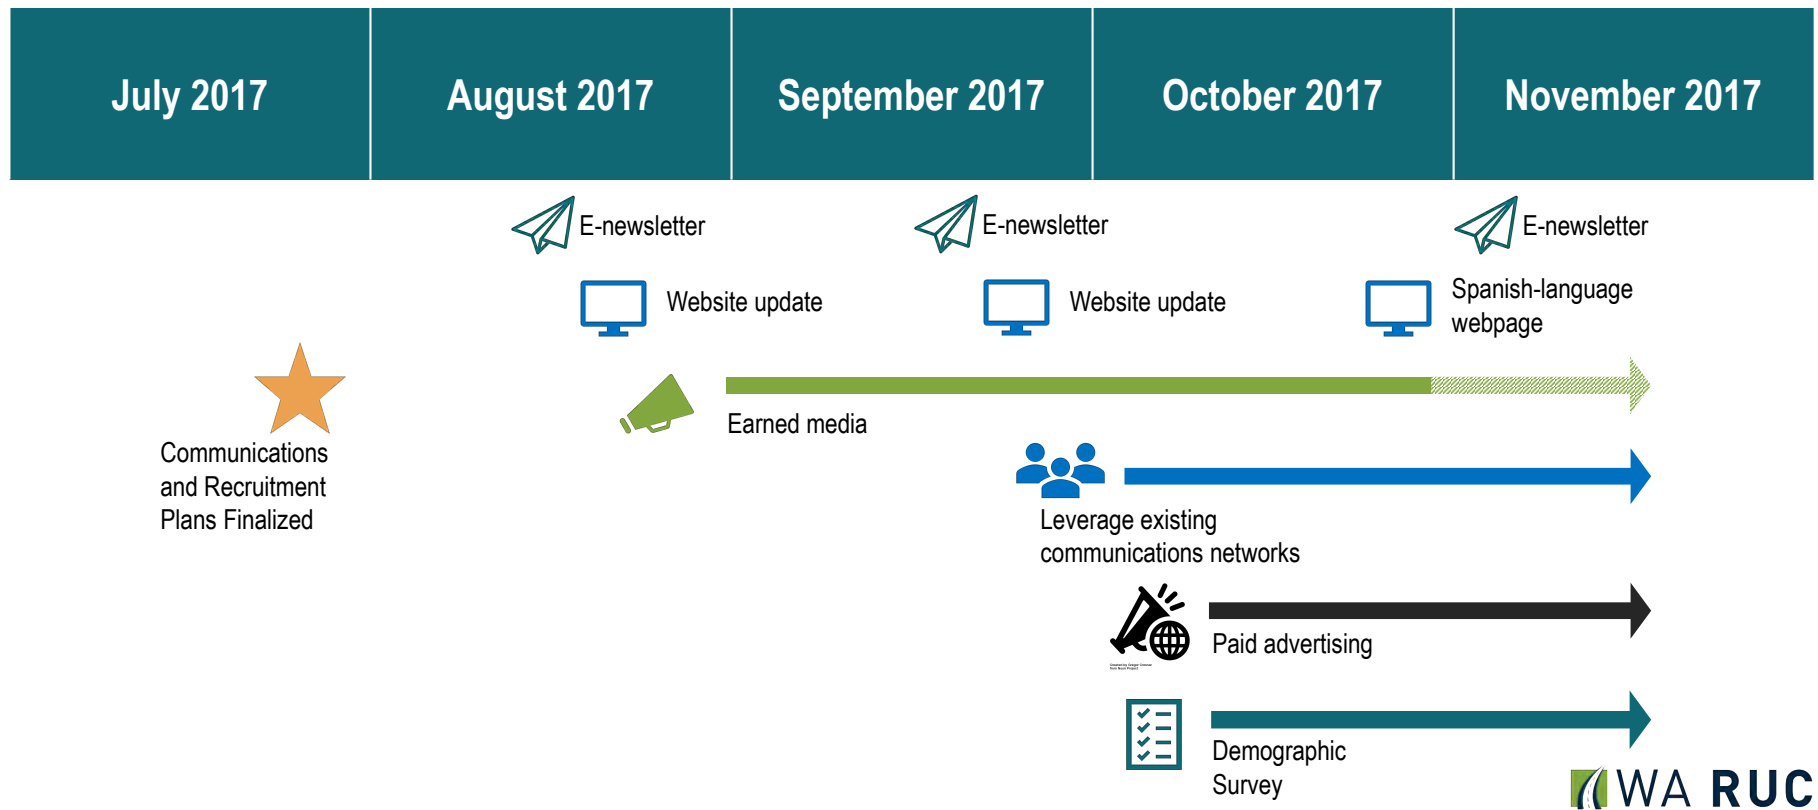 July 2017
August 2017
September 2017
October 2017
November 2017
E-newsletter
E-newsletter
E-newsletter
Website update
Website update
Spanish-language
webpage
Earned media
Communications
and Recruitment
Plans Finalized
Leverage existing
communications networks
Paid advertising
Demographic
Survey
WA RUC